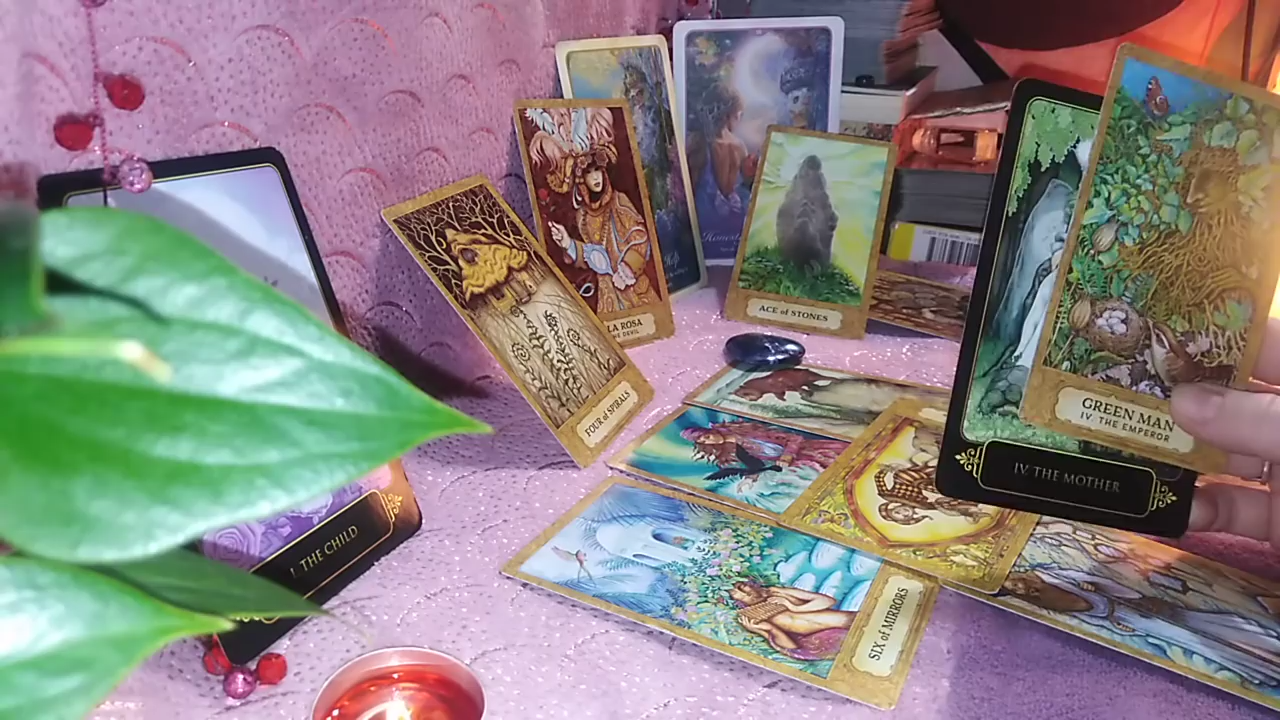 LA ROSA
ACE of STONES
FOUR of SPIRALS
GREEN MAN
IV. THE EMPEROR
IV. THE MOTHER
I. THE CHILD
SIX of MIRRORS